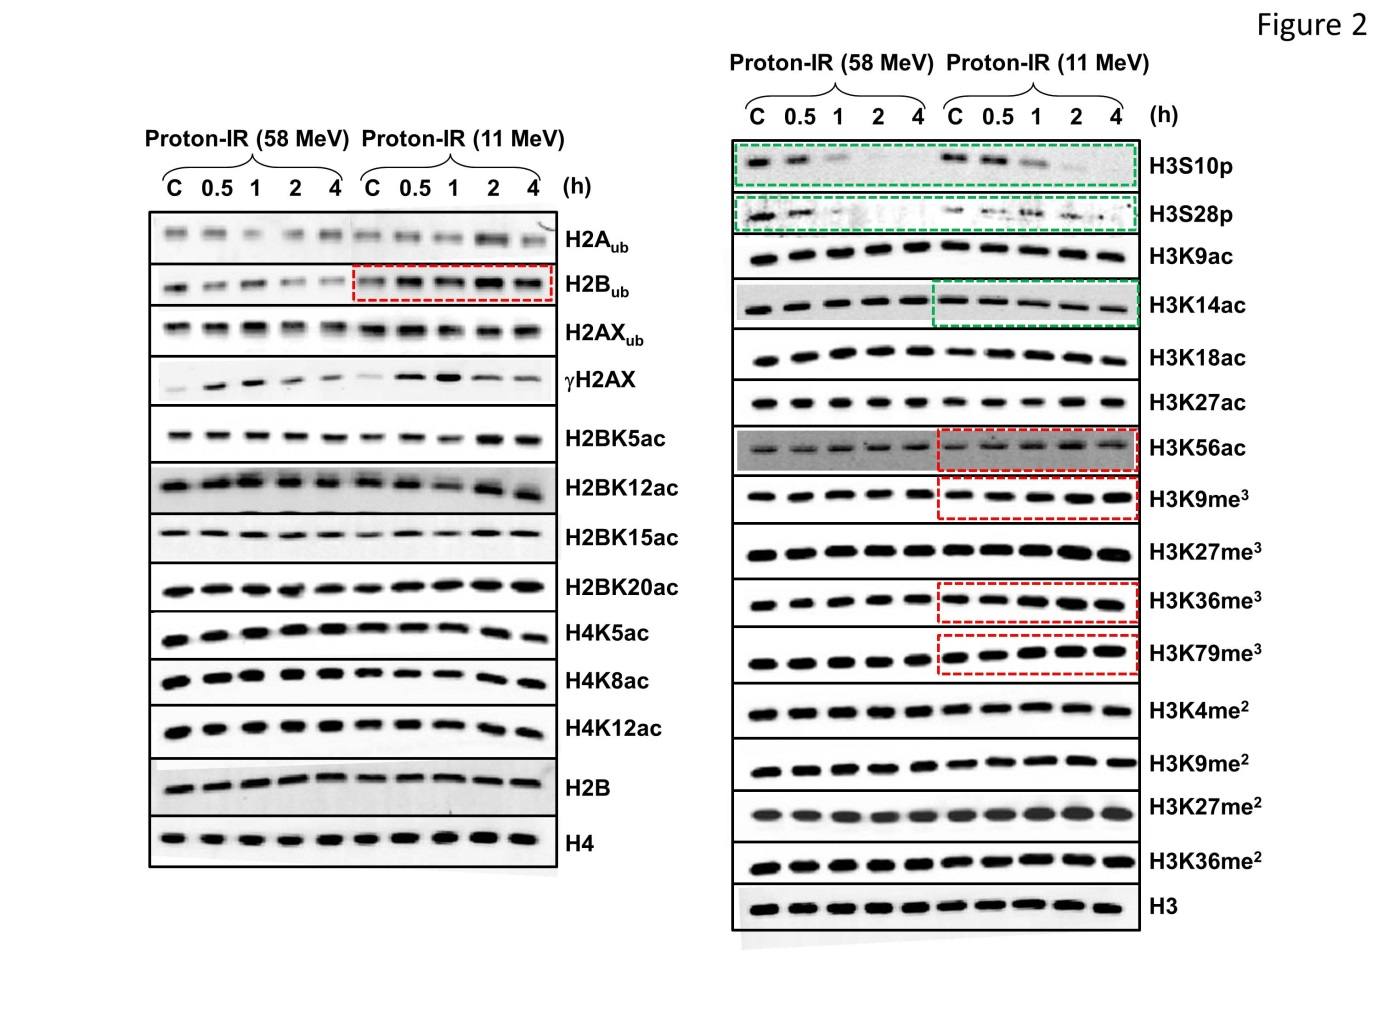 Figure 2
Proton-IR (58 MeV) Proton-IR (11 MeV)
C 0.5 1 2 4 C 0.5 1 2 4 (h)
H2Aub
H2Bub
H2AXub
γH2AX
H2BK5ac
H2BK12ac
H2BK15ac
H2BK20ac
H4K5ac
H4K8ac
H4K12ac
H2B
H4
Proton-IR (58 MeV) Proton-IR (11 MeV)
C 0.5 1 2 4 C 0.5 1 2 4 (h)
H3S10p
H3S28p
H3K9ac
H3K14ac
H3K18ac
H3K27ac
H3K56ac
H3K9me³
H3K27me³
H3K36me³
H3K79me³
H3K4me²
H3K9me²
H3K27me²
H3K36me²
H3